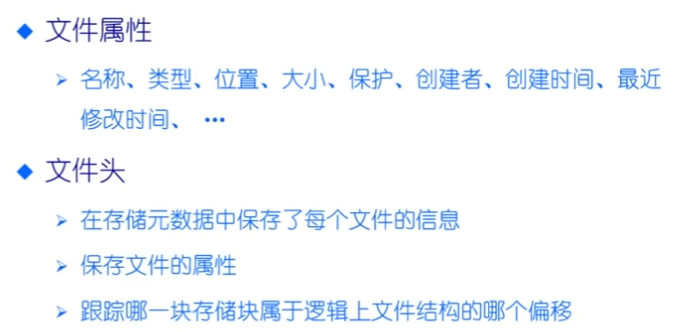 ◆ 文件属性
➢ 名称、类型、位置、大小、保护、创建者、创建时间、最近
修改时间、 …
◆ 文件头
➢ 在存储元数据中保存了每个文件的信息
➢ 保存文件的属性
➢ 跟踪哪一块存储块属于逻辑上文件结构的哪个偏移